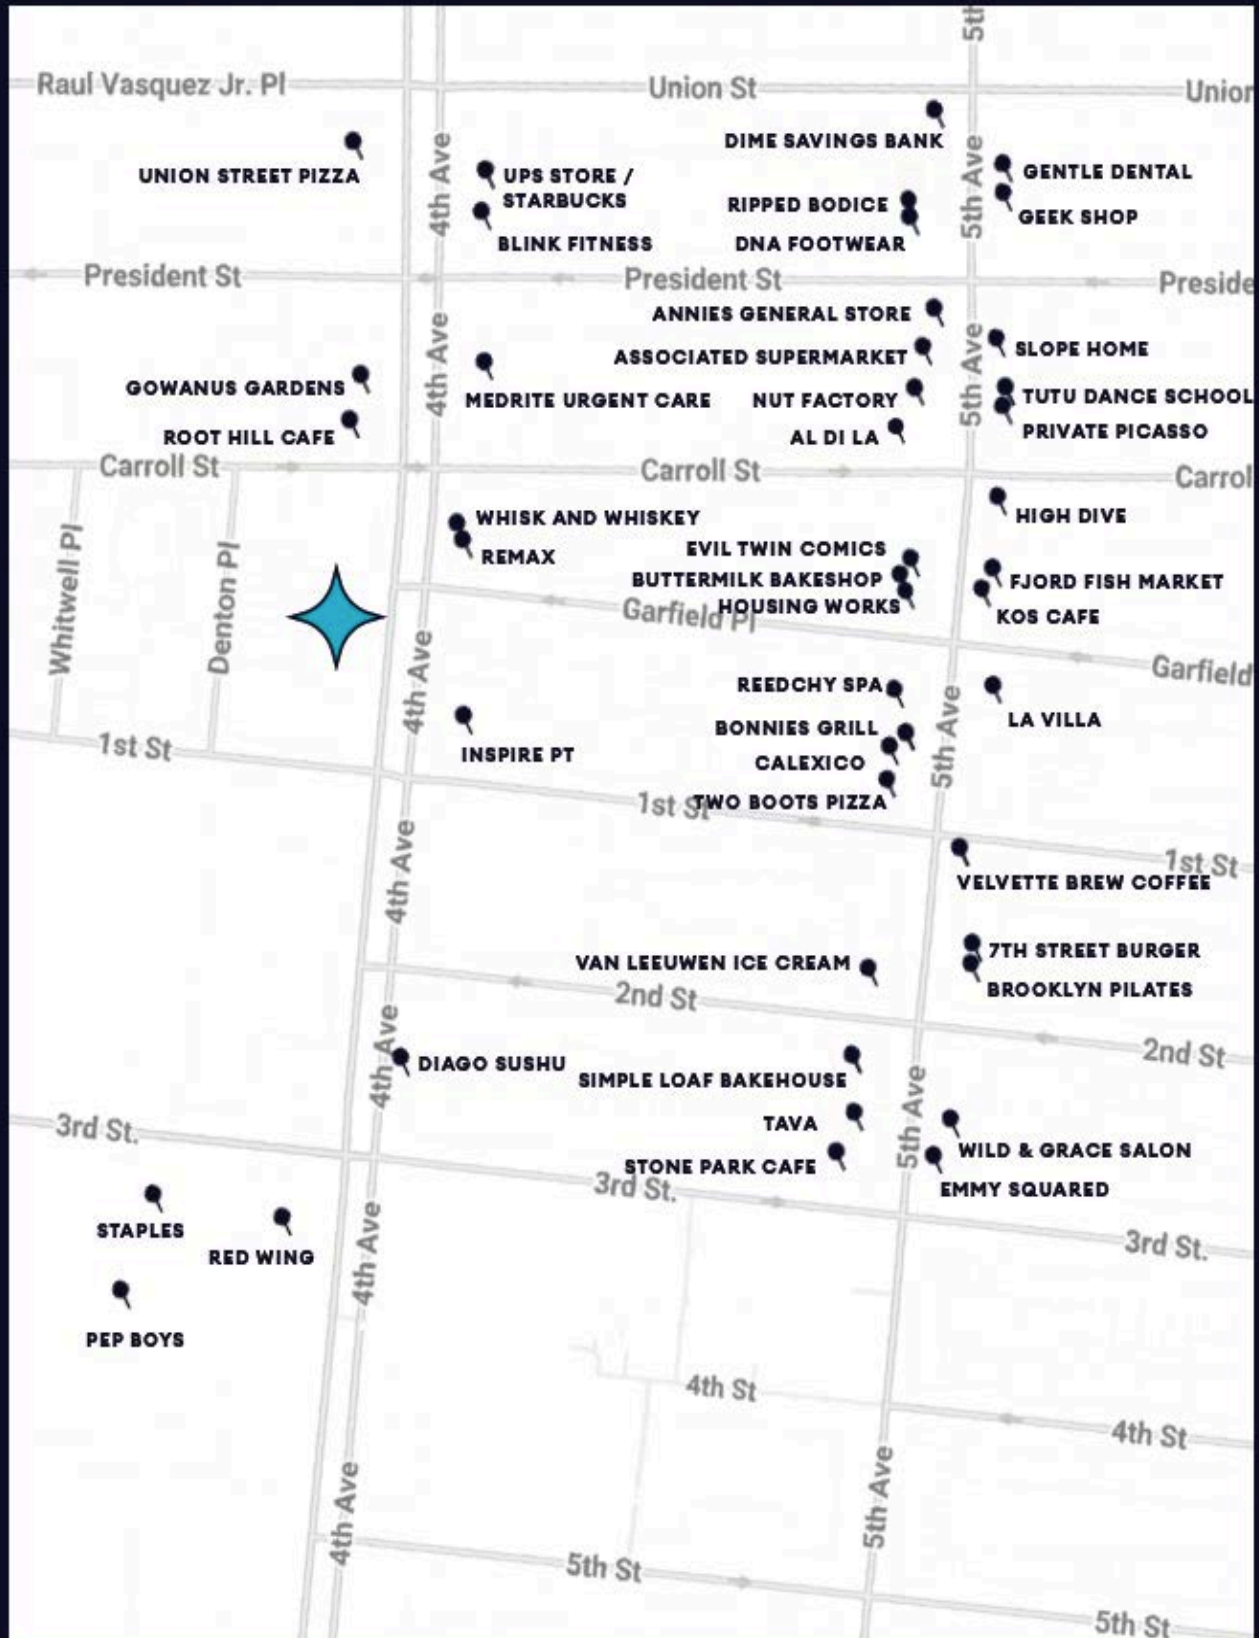 5th
Raul Vasquez Jr. Pl
Union St
Union
4th Ave
5th Ave
DIME SAVINGS BANK
UNION STREET PIZZA
UPS STORE /
STARBUCKS
BLINK FITNESS
RIPPED BODICE
DNA FOOTWEAR
GENTLE DENTAL
GEEK SHOP
President St
President St
Preside
ANNIES GENERAL STORE
ASSOCIATED SUPERMARKET
SLOPE HOME
4th Ave
5th Ave
GOWANUS GARDENS
MEDRITE URGENT CARE
NUT FACTORY
TUTU DANCE SCHOOL
ROOT HILL CAFE
AL DI LA
PRIVATE PICASSO
Carroll St
Carroll St
Carrol
WHISK AND WHISKEY
REMAX
HIGH DIVE
EVIL TWIN COMICS
BUTTERMILK BAKESHOP
HOUSING WORKS
FJORD FISH MARKET
KOS CAFE
Whitwell Pl
Denton Pl
Garfield Pl
Garfield
4th Ave
5th Ave
REEDCHY SPA
LA VILLA
BONNIES GRILL
CALEXICO
INSPIRE PT
TWO BOOTS PIZZA
1st St
1st St
1st St
4th Ave
VELVETTE BREW COFFEE
VAN LEEUWEN ICE CREAM
7TH STREET BURGER
BROOKLYN PILATES
2nd St
2nd St
4th Ave
5th Ave
DIAGO SUSHU
SIMPLE LOAF BAKEHOUSE
TAVA
STONE PARK CAFE
WILD & GRACE SALON
EMMY SQUARED
3rd St.
3rd St.
3rd St.
STAPLES
RED WING
PEP BOYS
4th Ave
4th St
4th St
4th Ave
5th Ave
5th St
5th St